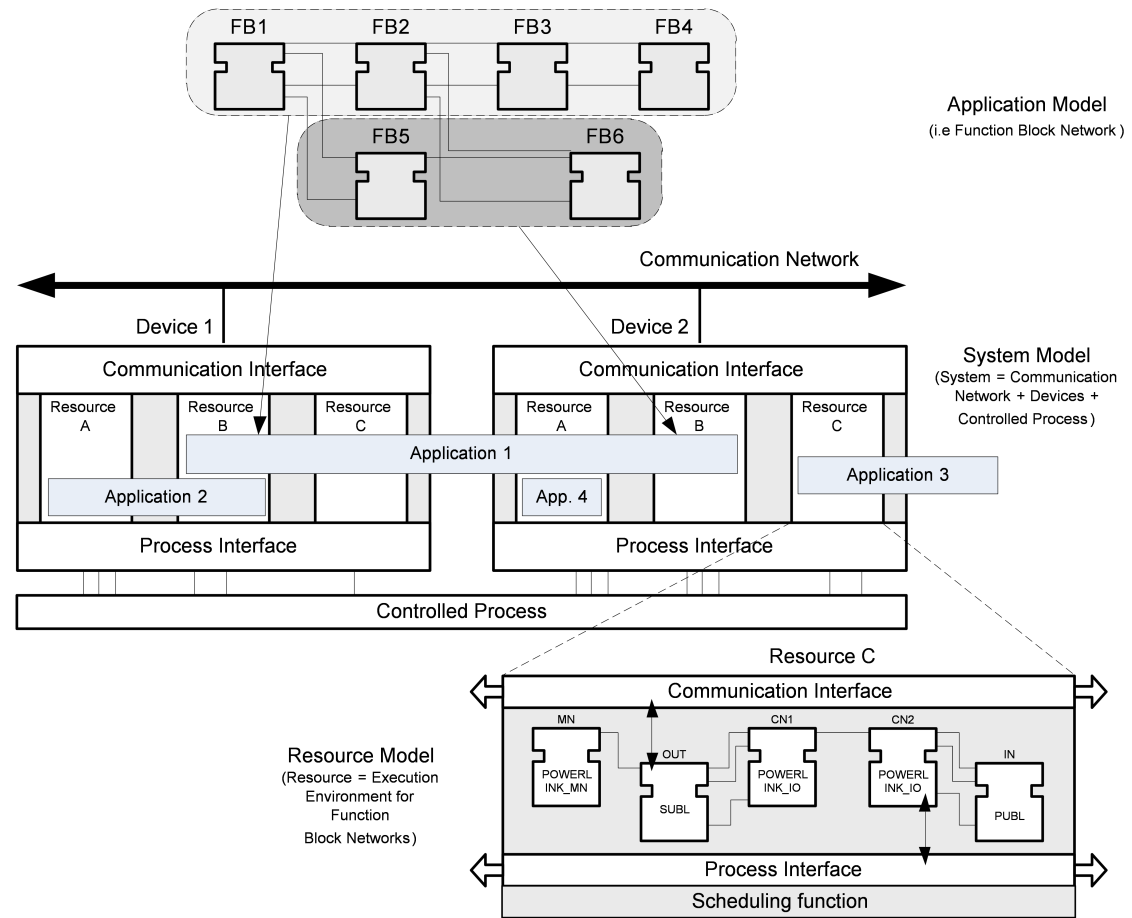 FB1 FB2 FB3 FB4
Application Model
(i.e Function Block Network )
FB5 FB6
Communication Network
Device 1 Device 2
Communication Interface Communication Interface
System Model
(System = Communication
Network + Devices +
Controlled Process )
Resource Resource Resource Resource Resource Resource
A B C A B C
Application 1
Application 3
Application 2 App. 4
Process Interface Process Interface
Controlled Process
Resource C
Communication Interface
MN CN1 CN2
OUT IN
Resource Model
(Resource = Execution
Environment for
Function
Block Networks )
POWERL POWERL POWERL
INK_MN INK_IO INK_IO
SUBL PUBL
Process Interface
Scheduling function